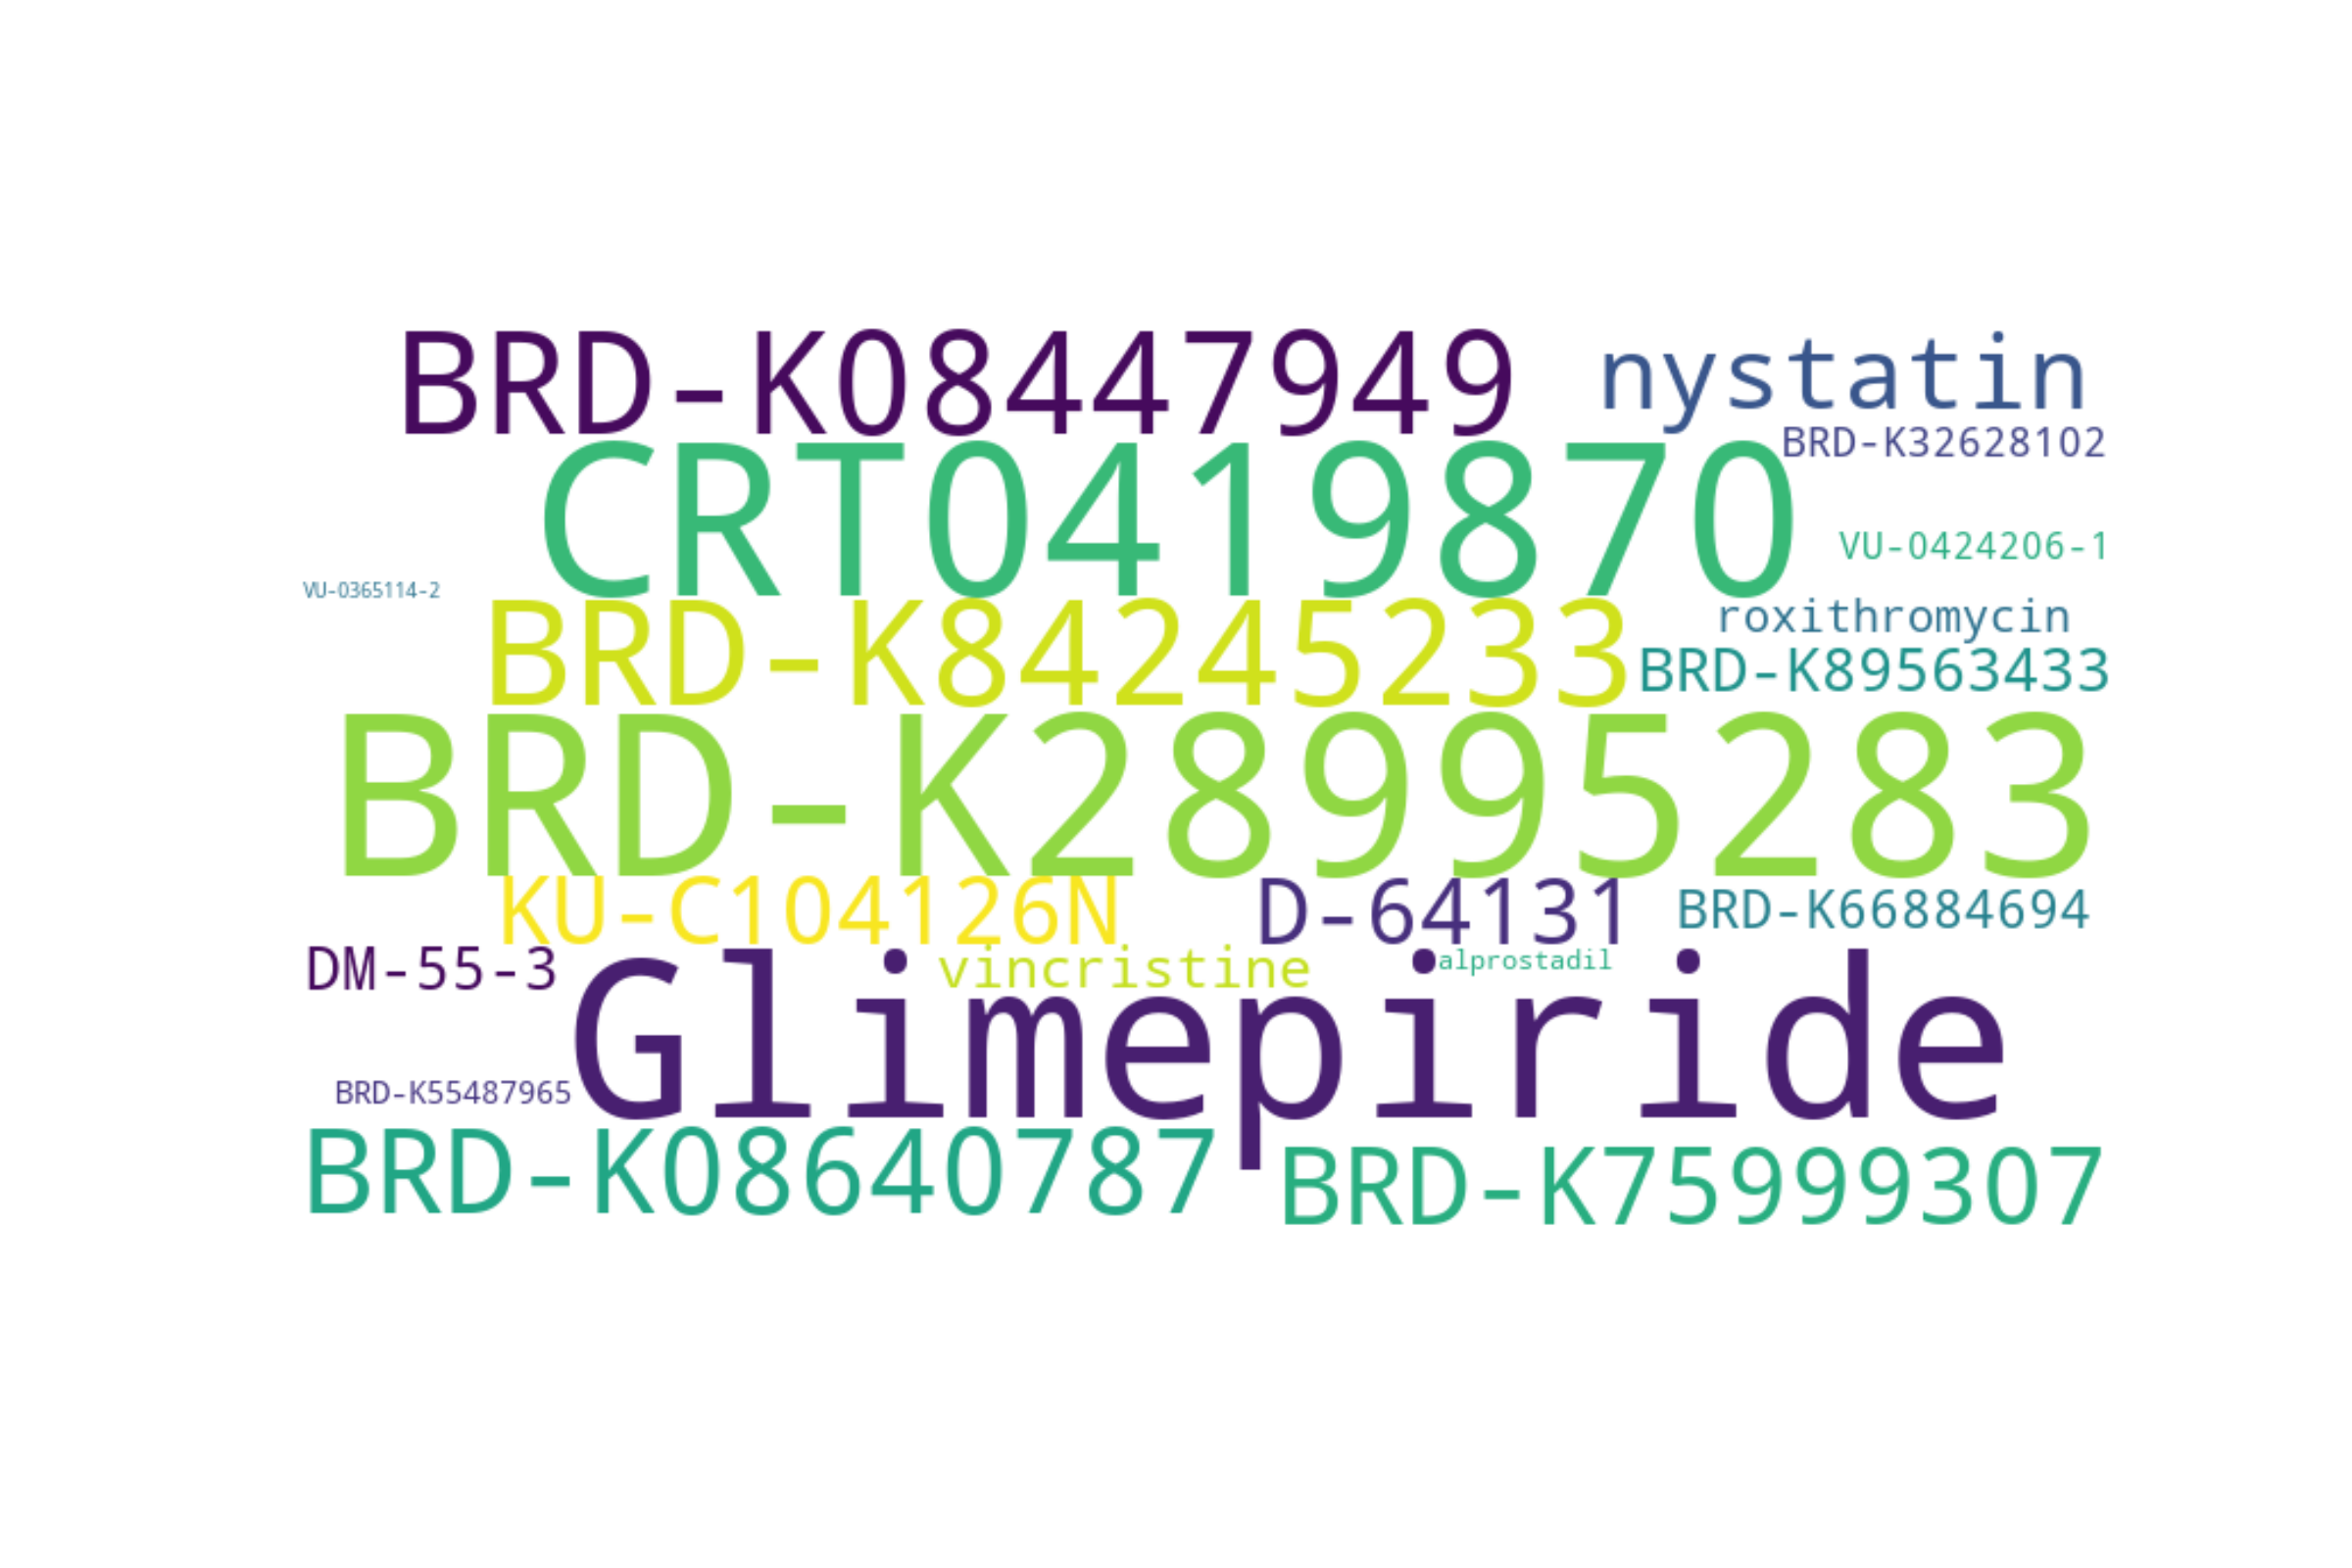 BRD-K08447949 nystatin
BRD-K32628102
CRT0419870
VU-0424206-1
VU-0365114-2
BRD-K84245233 roxithromycin
BRD-K89563433
BRD-K28995283
KU-C104126N D-64131 BRD-K66884694
DM-55-3 vincristine alprostadil
Glimepiride
BRD-K55487965
BRD-K08640787 BRD-K75999307